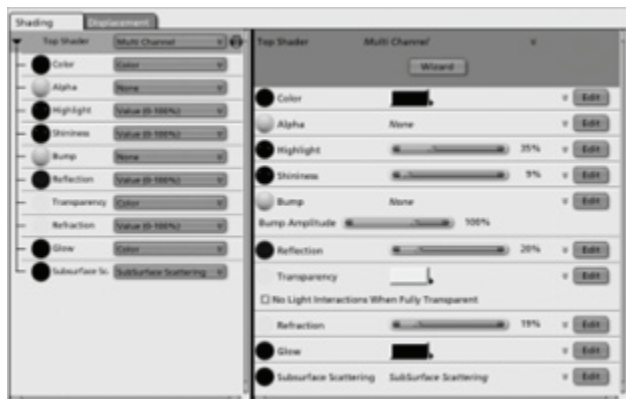 Shading Displacement
Top Shader Multi Channel
Color Color
Alpha None
Highlight Value (0-100%)
Shininess Value (0-100%)
Bump None
Reflection Value (0-100%)
Transparency Color
Refraction Value (0-100%)
Glow Color
Subsurface Sc. SubSurface Scattering
Top Shader Multi Channel
Wizard
Color Edit
Alpha None Edit
Highlight 35% Edit
Shininess 9% Edit
Bump None Edit
Bump Amplitude 100%
Reflection 20% Edit
Transparency Edit
No Light Interactions When Fully Transparent
Refraction 19% Edit
Glow Edit
Subsurface Scattering SubSurface Scattering Edit